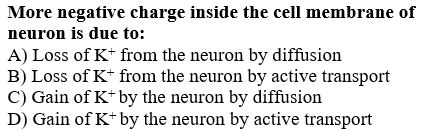 More negative charge inside the cell membrane of
neuron is due to:
A) Loss of K⁺ from the neuron by diffusion
B) Loss of K⁺ from the neuron by active transport
C) Gain of K⁺ by the neuron by diffusion
D) Gain of K⁺ by the neuron by active transport